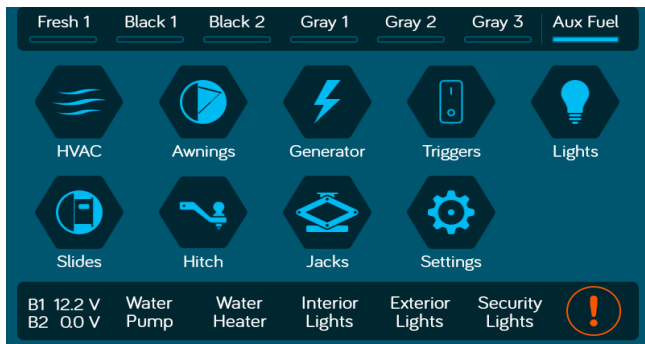 Fresh 1 Black 1 Black 2 Gray 1 Gray 2 Gray 3 Aux Fuel
HVAC Awnings Generator Triggers Lights
Slides Hitch Jacks Settings
B1 12.2 V Water Water Interior Exterior Security
B2 0.0 V Pump Heater Lights Lights Lights !